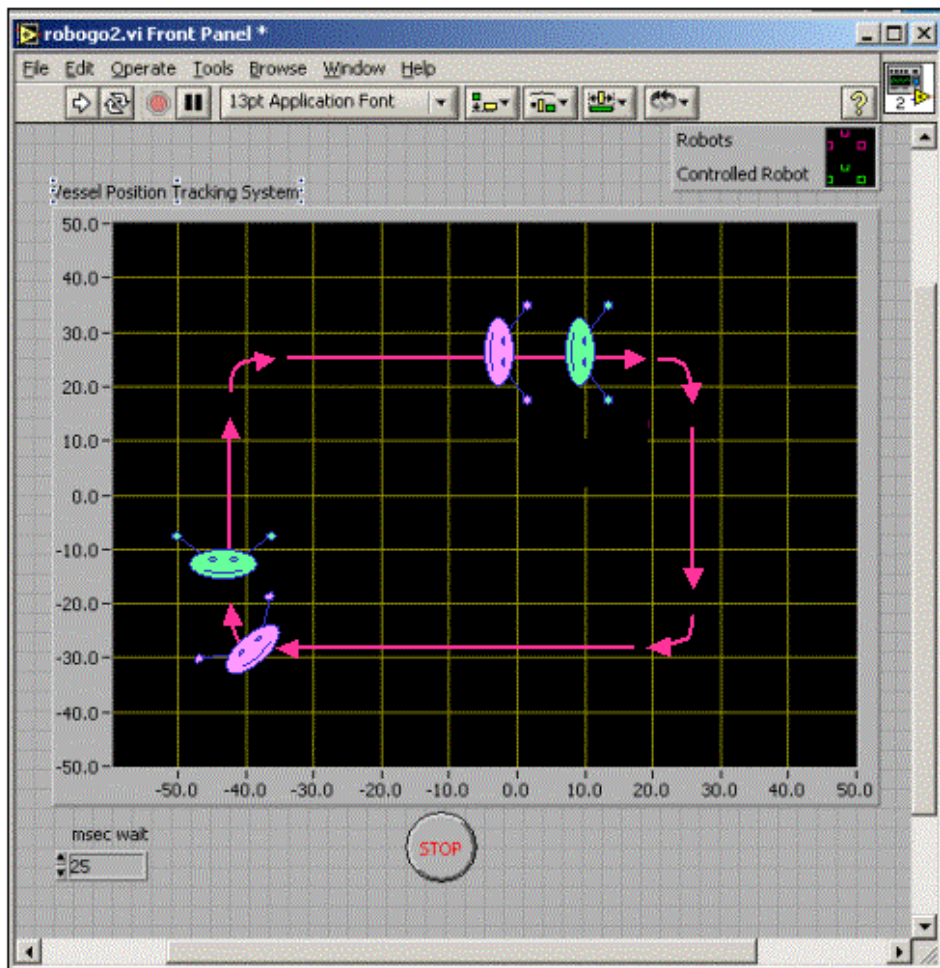 robogo2.vi Front Panel *
File Edit Operate Tools Browse Window Help
13pt Application Font
?
2
Robots
Controlled Robot
Vessel Position Tracking System
50.0
40.0
30.0
20.0
10.0
0.0
-10.0
-20.0
-30.0
-40.0
-50.0
-50.0 -40.0 -30.0 -20.0 -10.0 0.0 10.0 20.0 30.0 40.0 50.0
msec wait
25
STOP